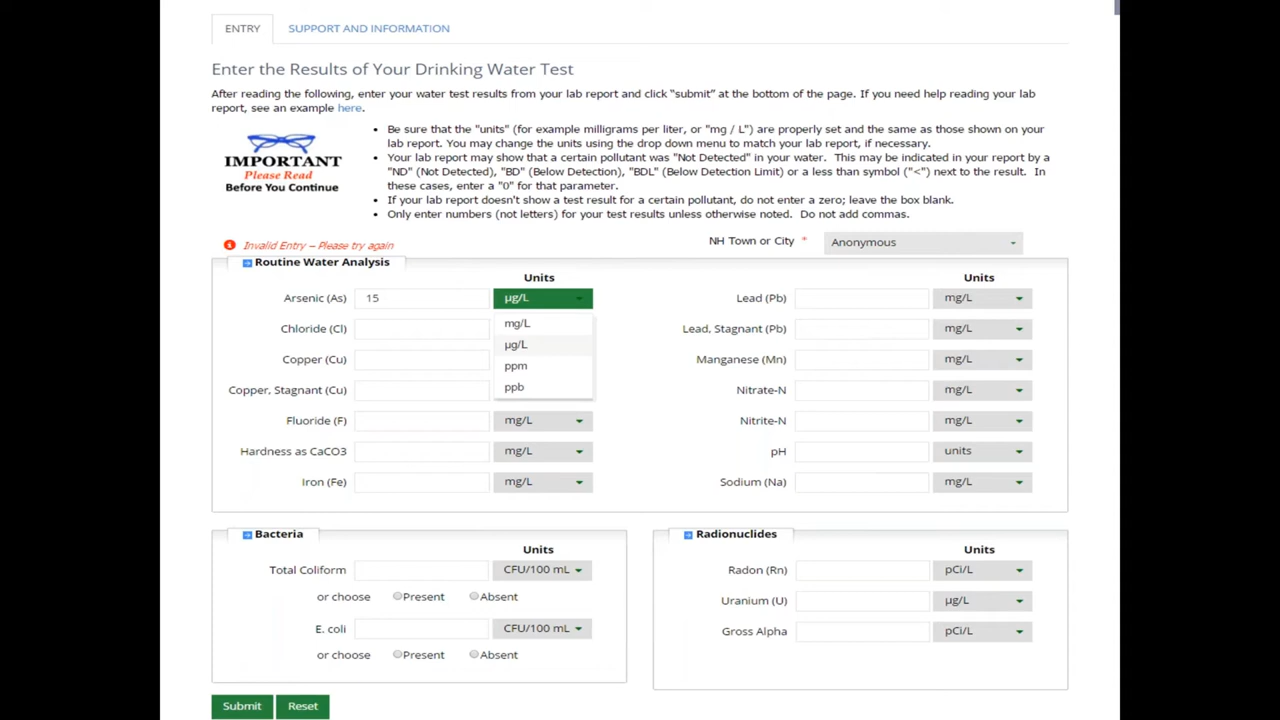 ENTRY
SUPPORT AND INFORMATION
Enter the Results of Your Drinking Water Test
After reading the following, enter your water test results from your lab report and click “submit” at the bottom of the page. If you need help reading your lab
report, see an example here.
IMPORTANT
Please Read
Before You Continue
• Be sure that the "units" (for example milligrams per liter, or "mg / L") are properly set and the same as those shown on your
lab report. You may change the units using the drop down menu to match your lab report, if necessary.
• Your lab report may show that a certain pollutant was "Not Detected" in your water.  This may be indicated in your report by a
"ND" (Not Detected), "BD" (Below Detection), "BDL" (Below Detection Limit) or a less than symbol ("<") next to the result.  In
these cases, enter a "0" for that parameter.
• If your lab report doesn't show a test result for a certain pollutant, do not enter a zero; leave the box blank.
• Only enter numbers (not letters) for your test results unless otherwise noted.  Do not add commas.
Invalid Entry – Please try again
NH Town or City * Anonymous
Routine Water Analysis
Units
Arsenic (As) 15 µg/L
mg/L
µg/L
ppm
ppb
Chloride (Cl)
Copper (Cu)
Copper, Stagnant (Cu)
Fluoride (F) mg/L
Hardness as CaCO3 mg/L
Iron (Fe) mg/L
Units
Lead (Pb) mg/L
Lead, Stagnant (Pb) mg/L
Manganese (Mn) mg/L
Nitrate-N mg/L
Nitrite-N mg/L
pH units
Sodium (Na) mg/L
Bacteria
Units
Total Coliform CFU/100 mL
or choose Present Absent
E. coli CFU/100 mL
or choose Present Absent
Radionuclides
Units
Radon (Rn) pCi/L
Uranium (U) µg/L
Gross Alpha pCi/L
Submit Reset